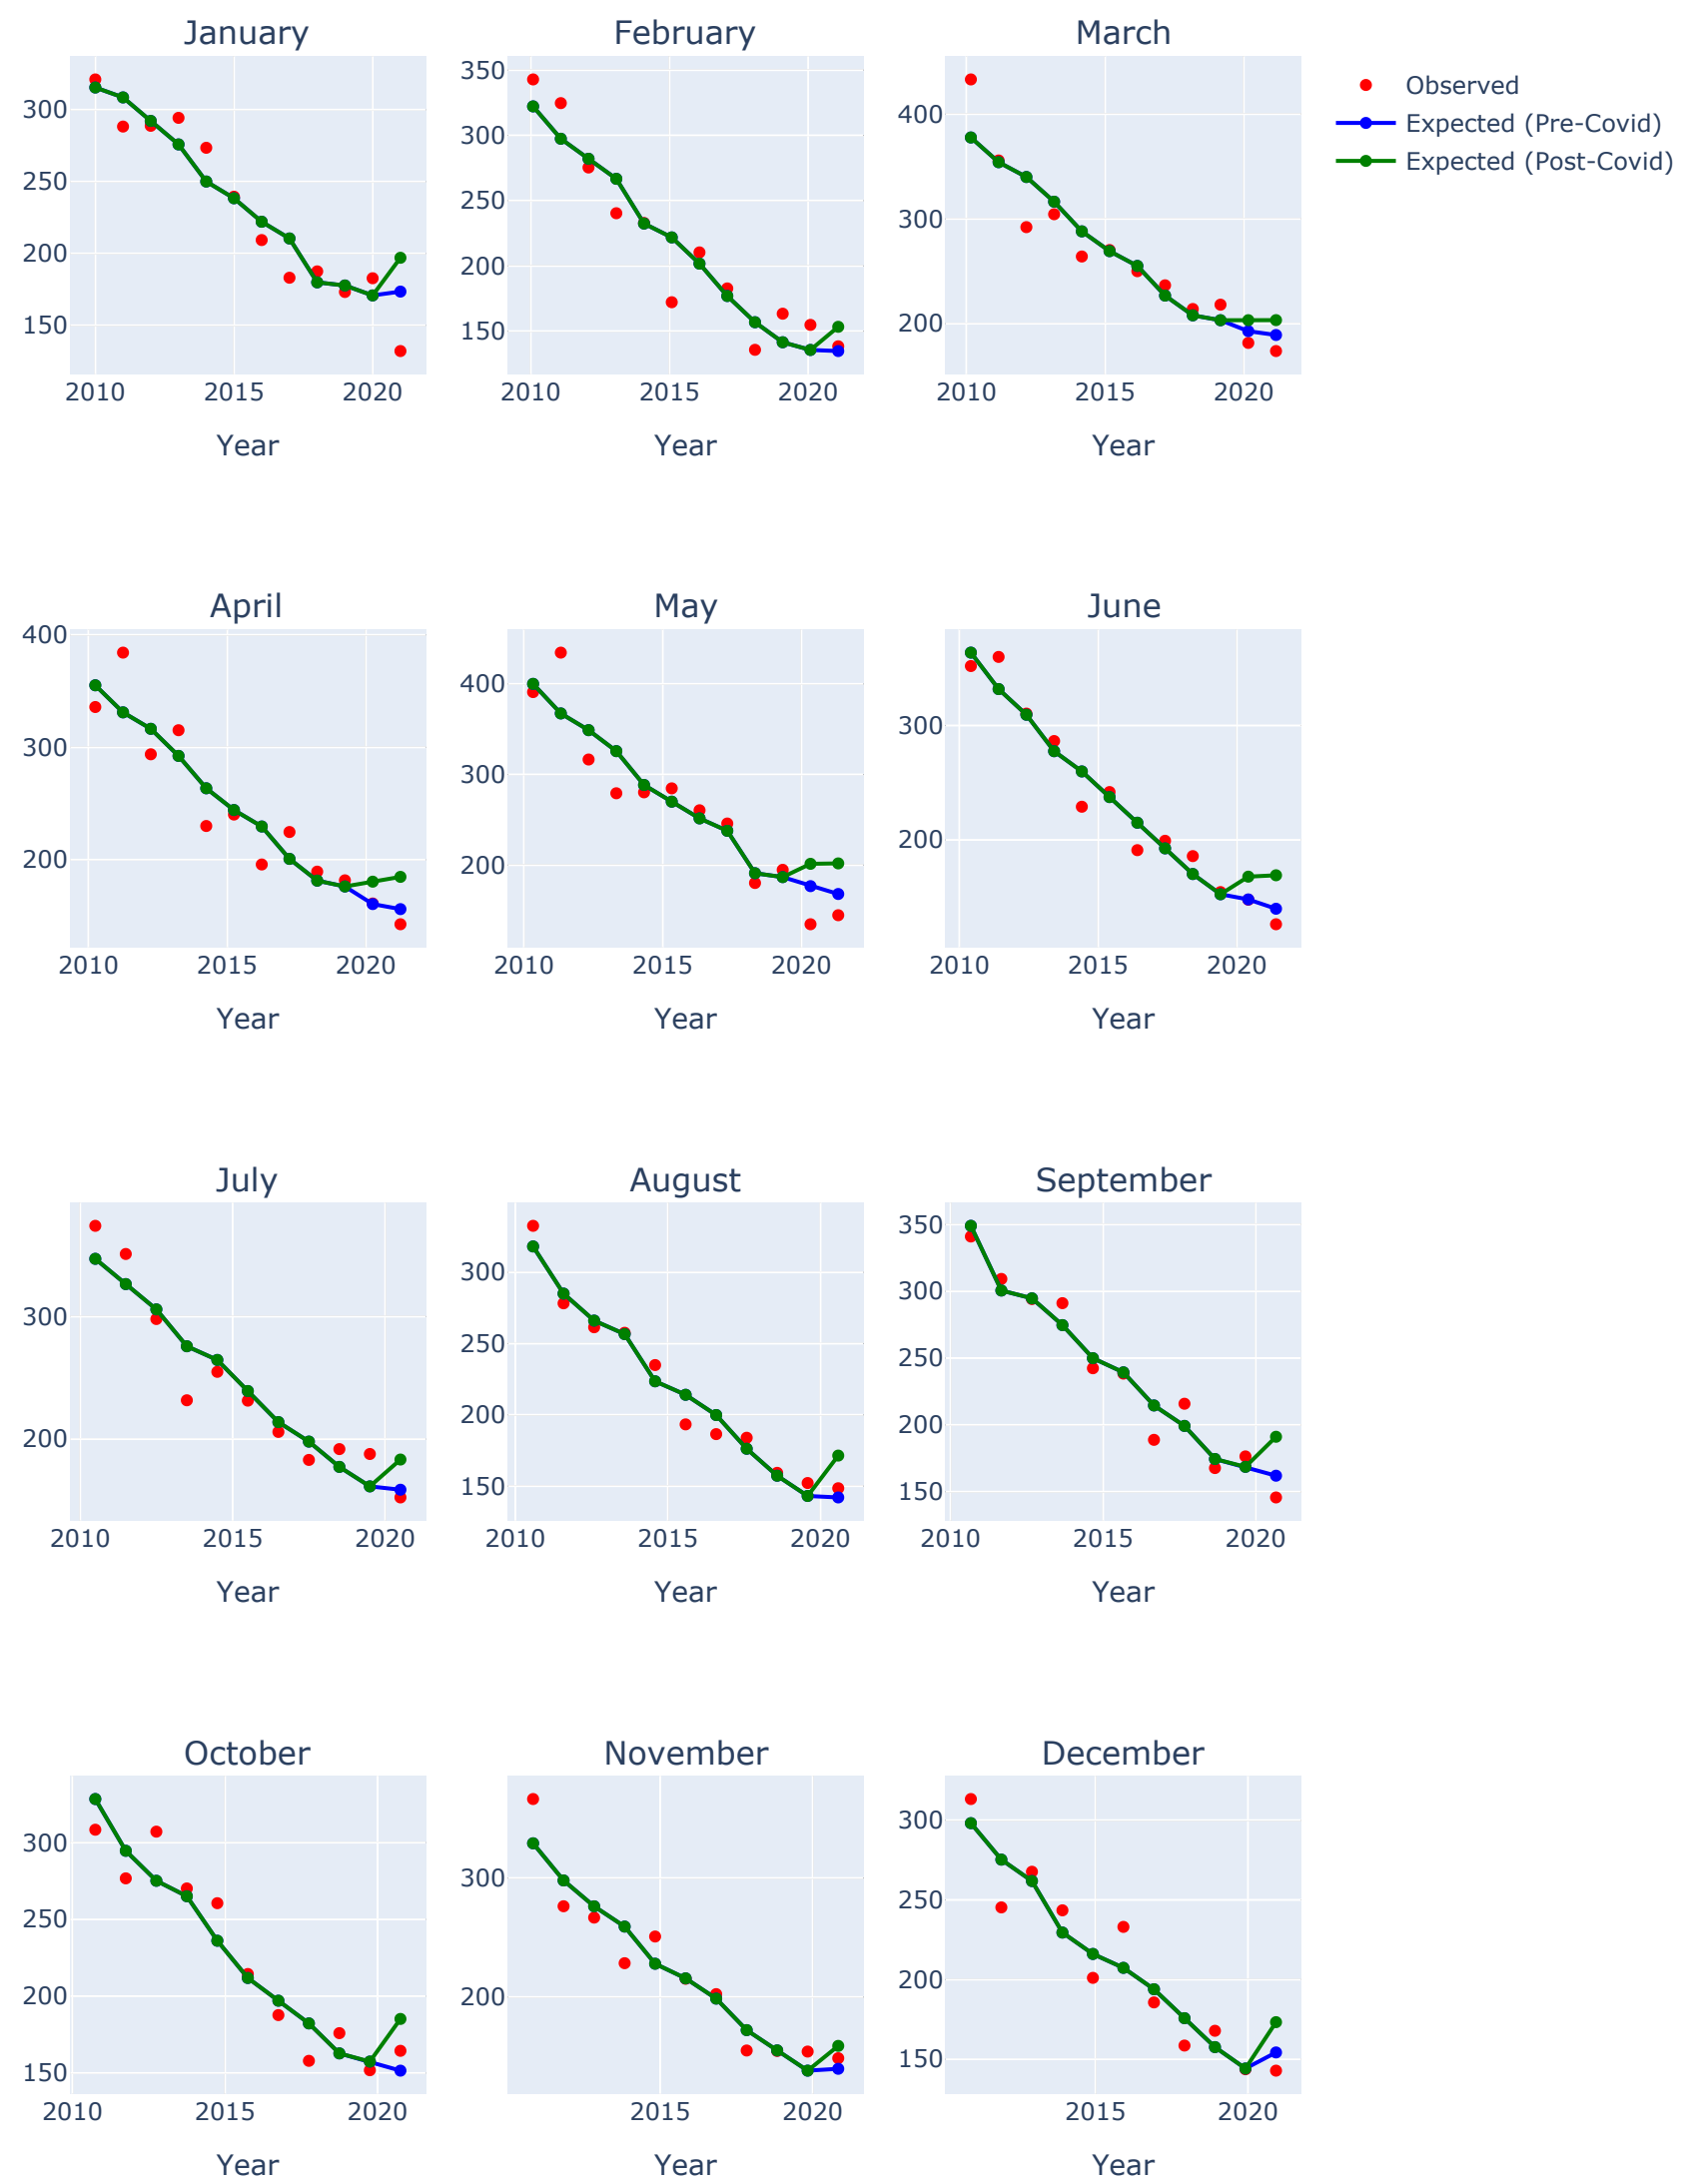 January
February
March
300
250
200
150
2010
2015
2020
Year
350
300
250
200
150
2010
2015
2020
Year
400
300
200
2010
2015
2020
Year
Observed
Expected (Pre-Covid)
Expected (Post-Covid)
April
May
June
400
300
200
2010
2015
2020
Year
400
300
200
2010
2015
2020
Year
300
200
2010
2015
2020
Year
July
August
September
300
200
2010
2015
2020
Year
300
250
200
150
2010
2015
2020
Year
350
300
250
200
150
2010
2015
2020
Year
October
November
December
300
250
200
150
2010
2015
2020
Year
300
200
2015
2020
Year
300
250
200
150
2015
2020
Year